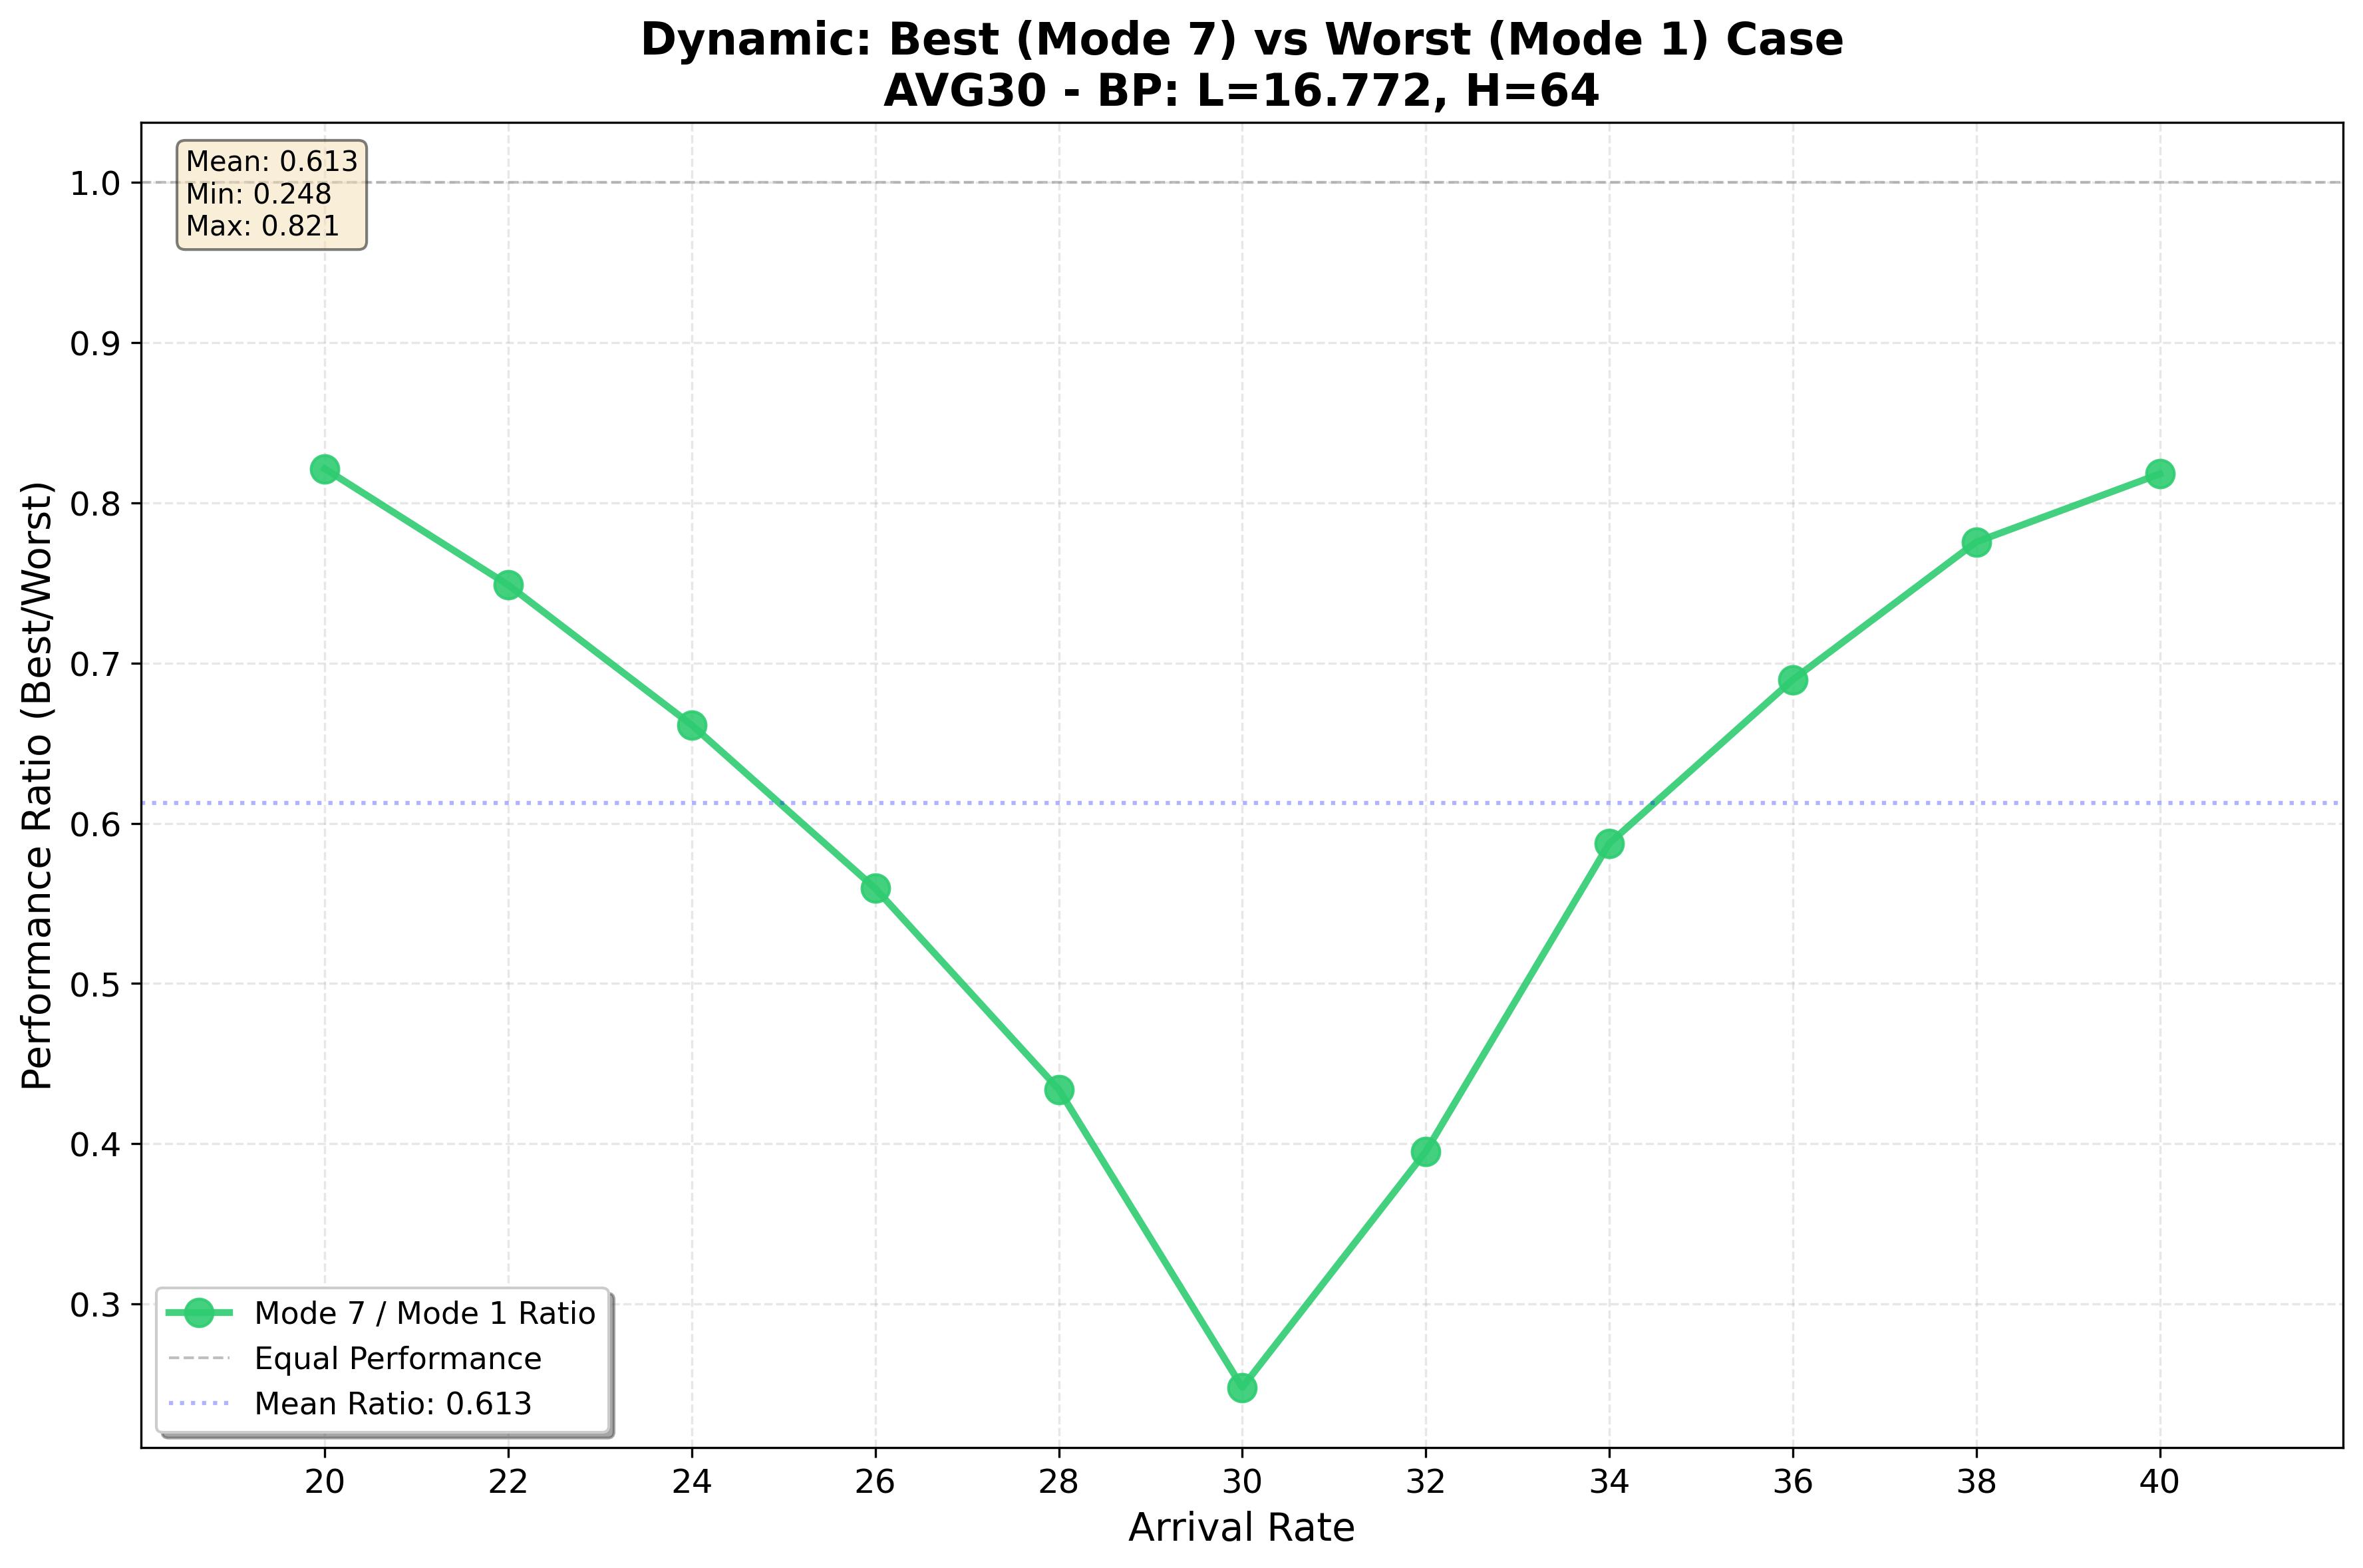 Dynamic: Best (Mode 7) vs Worst (Mode 1) Case
AVG30 - BP: L=16.772, H=64
Mean: 0.613
Min: 0.248
Max: 0.821
Performance Ratio (Best/Worst)
1.0
0.9
0.8
0.7
0.6
0.5
0.4
0.3
Mode 7 / Mode 1 Ratio
Equal Performance
Mean Ratio: 0.613
20 22 24 26 28 30 32 34 36 38 40
Arrival Rate